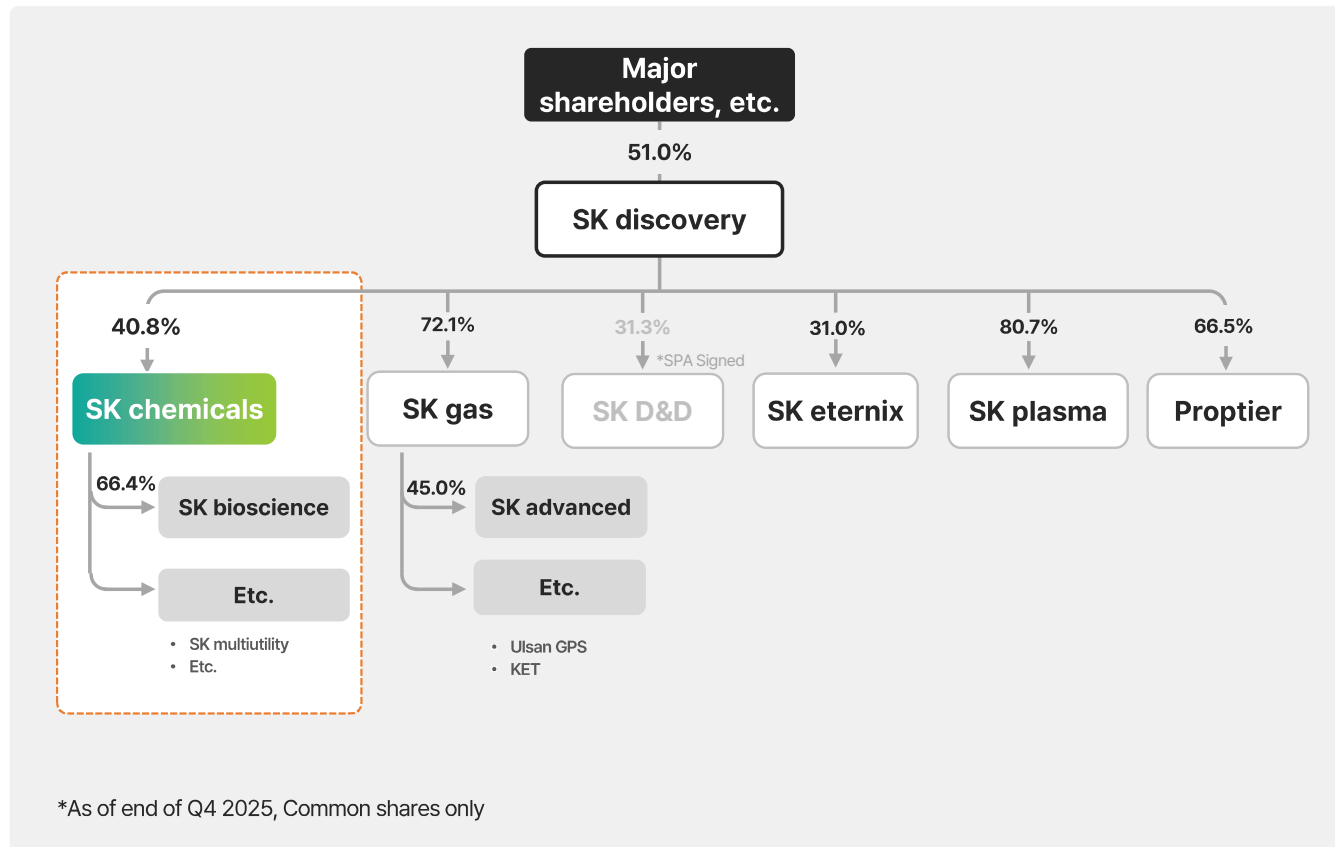 Major
shareholders, etc.
51.0%
SK discovery
40.8%
72.1%
31.3%
31.0%
80.7%
66.5%
*SPA Signed
SK chemicals
SK gas
SK D&D
SK eternix
SK plasma
Proptier
66.4%
SK bioscience
45.0%
SK advanced
Etc.
Etc.
• SK multiutility
• Etc.
• Ulsan GPS
• KET
*As of end of Q4 2025, Common shares only